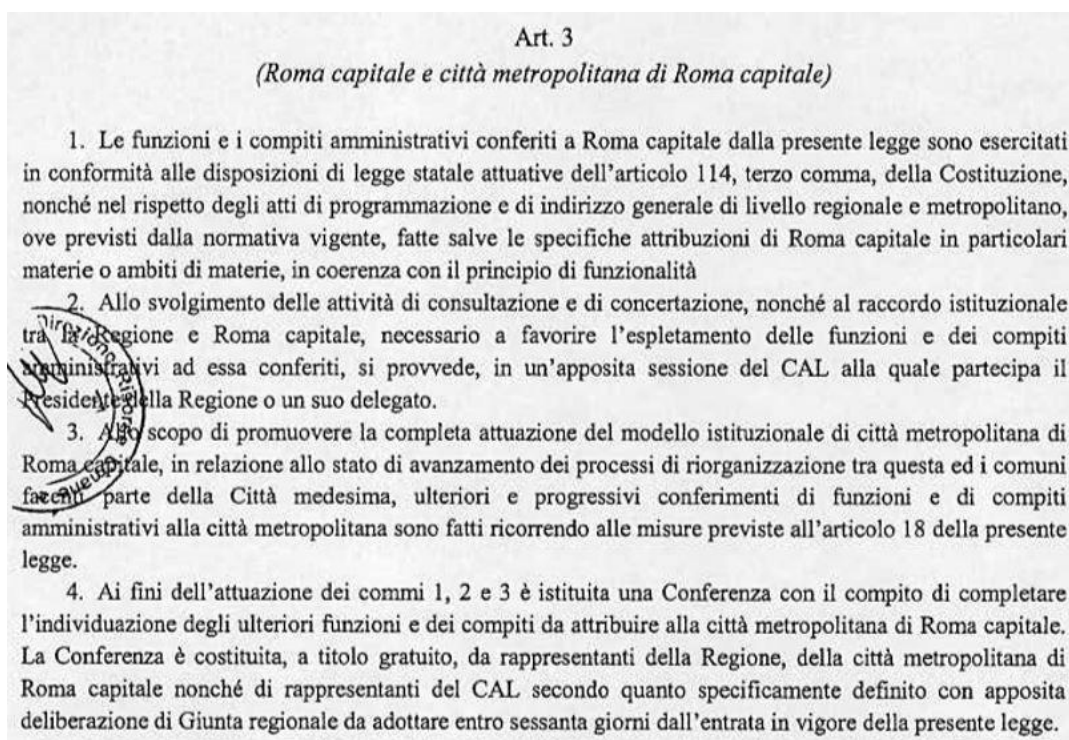 Art. 3
(Roma capitale e città metropolitana di Roma capitale)
1. Le funzioni e i compiti amministrativi conferiti a Roma capitale dalla presente legge sono esercitati
in conformità alle disposizioni di legge statale attuative dell'articolo 114, terzo comma, della Costituzione,
nonché nel rispetto degli atti di programmazione e di indirizzo generale di livello regionale e metropolitano,
ove previsti dalla normativa vigente, fatte salve le specifiche attribuzioni di Roma capitale in particolari
materie o ambiti di materie, in coerenza con il principio di funzionalità
2. Allo svolgimento delle attività di consultazione e di concertazione, nonché al raccordo istituzionale
tra la Regione e Roma capitale, necessario a favorire l'espletamento delle funzioni e dei compiti
amministrativi ad essa conferiti, si provvede, in un'apposita sessione del CAL alla quale partecipa il
Presidente della Regione o un suo delegato.
3. Allo scopo di promuovere la completa attuazione del modello istituzionale di città metropolitana di
Roma capitale, in relazione allo stato di avanzamento dei processi di riorganizzazione tra questa ed i comuni
facenti parte della Città medesima, ulteriori e progressivi conferimenti di funzioni e di compiti
amministrativi alla città metropolitana sono fatti ricorrendo alle misure previste all'articolo 18 della presente
legge.
4. Ai fini dell'attuazione dei commi 1, 2 e 3 è istituita una Conferenza con il compito di completare
l'individuazione degli ulteriori funzioni e dei compiti da attribuire alla città metropolitana di Roma capitale.
La Conferenza è costituita, a titolo gratuito, da rappresentanti della Regione, della città metropolitana di
Roma capitale nonché di rappresentanti del CAL secondo quanto specificamente definito con apposita
deliberazione di Giunta regionale da adottare entro sessanta giorni dall'entrata in vigore della presente legge.
Direzione Risorse Umane